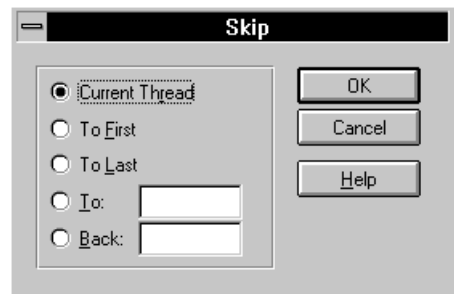 Skip
Current Thread
To First
To Last
To:
Back:
OK
Cancel
Help